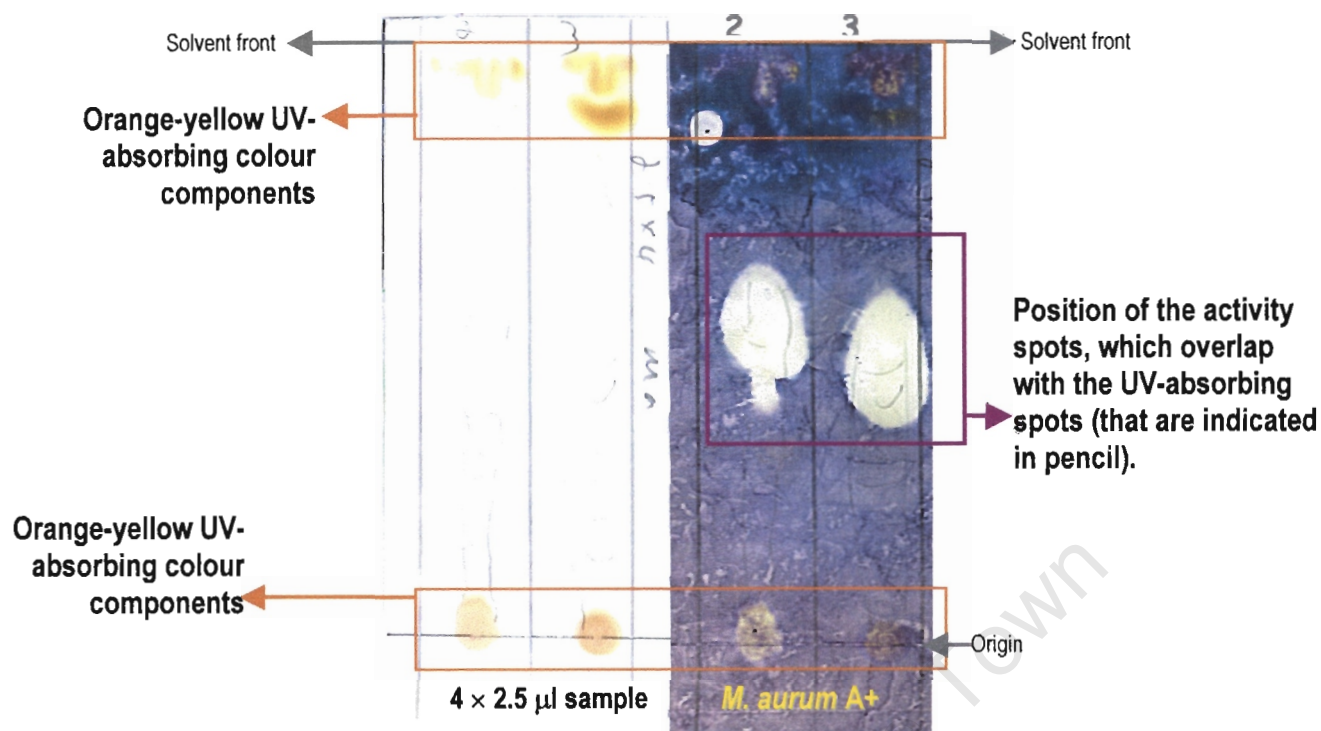 2 3
Solvent front
Solvent front
Orange-yellow UV-
absorbing colour
components
Position of the activity
spots, which overlap
with the UV-absorbing
spots (that are indicated
in pencil).
Orange-yellow UV-
absorbing colour
components
Origin
4 × 2.5 µl sample
M. aurum A+
Town